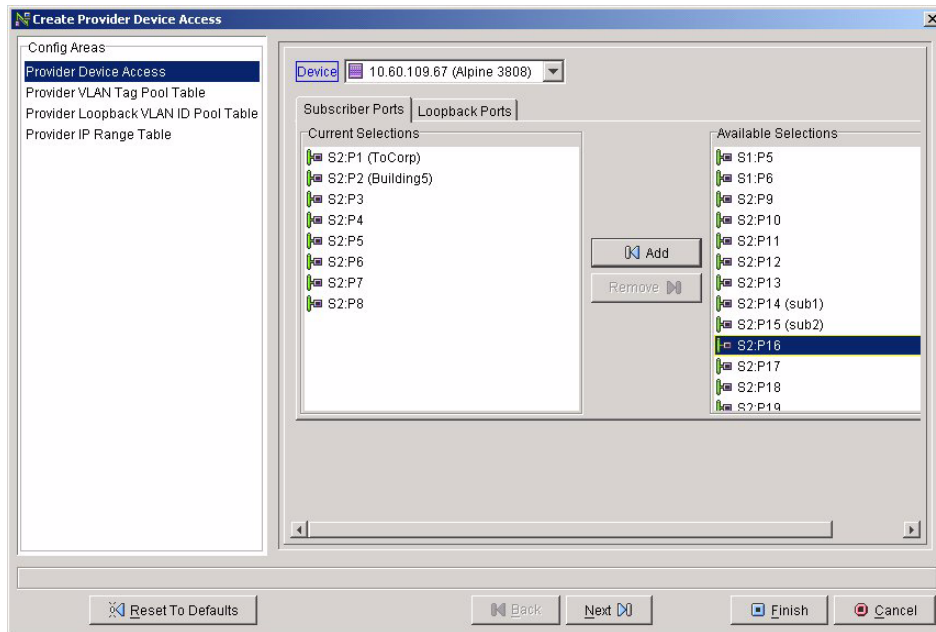 Create Provider Device Access
Config Areas
Provider Device Access
Provider VLAN Tag Pool Table
Provider Loopback VLAN ID Pool Table
Provider IP Range Table
Device
10.60.109.67 (Alpine 3808)
Subscriber Ports
Loopback Ports
Current Selections
S2:P1 (ToCorp)
S2:P2 (Building5)
S2:P3
S2:P4
S2:P5
S2:P6
S2:P7
S2:P8
Add
Remove
Available Selections
S1:P5
S1:P6
S2:P9
S2:P10
S2:P11
S2:P12
S2:P13
S2:P14 (sub1)
S2:P15 (sub2)
S2:P16
S2:P17
S2:P18
S2:P19
Reset To Defaults
Back
Next
Finish
Cancel